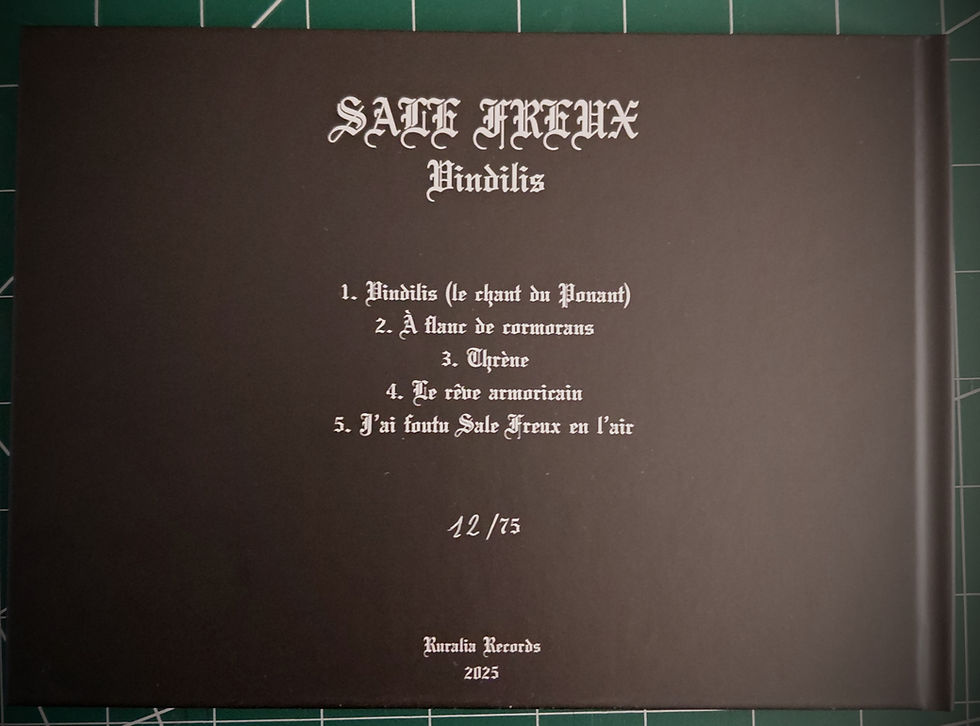 SALE FREUX
Vindilis
1. Vindilis (le chant du Ponant)
2. À flanc de cormorans
3. Thrène
4. Le rêve armoricain
5. J'ai foutu Sale Freux en l'air
12/75
Ruralia Records
2025